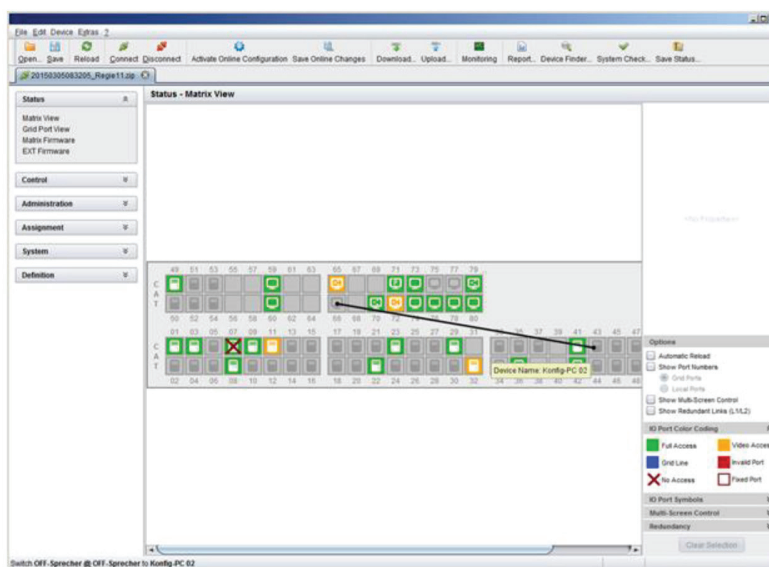 File Edit Device Extras ?
Open... Save Reload Connect Disconnect Activate Online Configuration Save Online Changes Download... Upload... Monitoring Report... Device Finder... System Check... Save Status...
20150305083205_Regie11.zip
Status
Matrix View
Grid Port View
Matrix Firmware
EXT Firmware
Control
Administration
Assignment
System
Definition
Status - Matrix View
49 51 53 55 57 59 61 63 65 67 69 71 73 75 77 79
C
A
T
50 52 54 56 58 60 62 64 66 68 70 72 74 76 78 80
01 03 05 07 09 11 13 15 17 19 21 23 25 27 29 31 33 35 37 39 41 43 45 47
C
A
T
02 04 06 08 10 12 14 16 18 20 22 24 26 28 30 32 42 44 46 48
Device Name: Konfig-PC 02
Options
Automatic Reload
Show Port Numbers
Grid Ports
Local Ports
Show Multi-Screen Control
Show Redundant Links (L1/L2)
IO Port Color Coding
Full Access Video Access
Grid Line Invalid Port
No Access Fixed Port
IO Port Symbols
Multi-Screen Control
Redundancy
Clear Selection
Switch OFF-Sprecher @ OFF-Sprecher to Konfig-PC 02